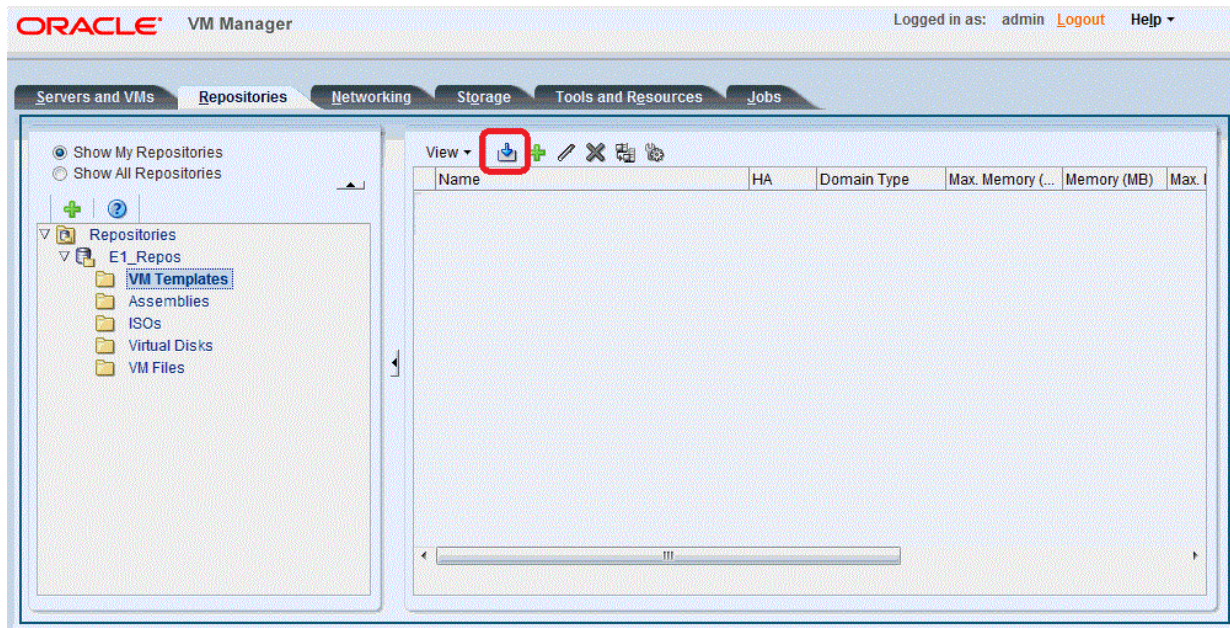 ORACLE VM Manager
Logged in as: admin Logout Help
Servers and VMs Repositories Networking Storage Tools and Resources Jobs
Show My Repositories
Show All Repositories
View
Name HA Domain Type Max. Memory (... Memory (MB) Max. 
Repositories
E1_Repos
VM Templates
Assemblies
ISOs
Virtual Disks
VM Files